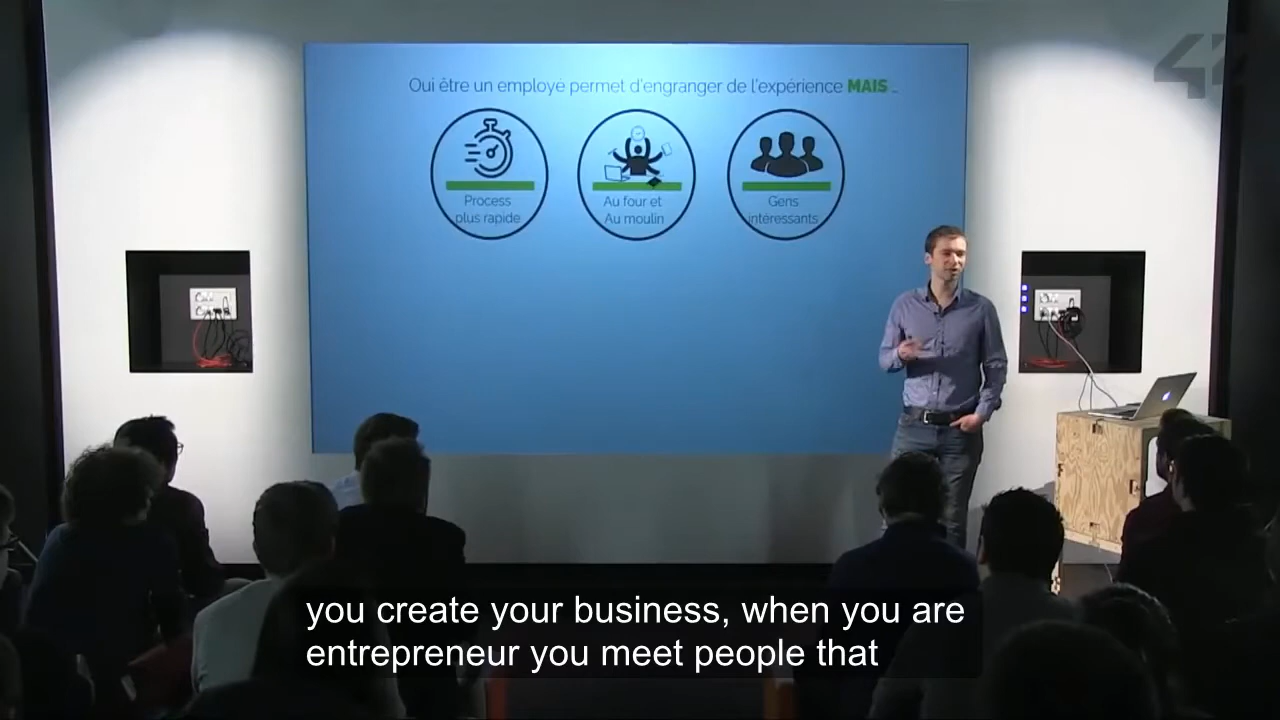 42
Oui être un employé permet d'engranger de l'expérience MAIS ...
Process
plus rapide
Au four et
Au moulin
Gens
intéressants
you create your business, when you are
entrepreneur you meet people that